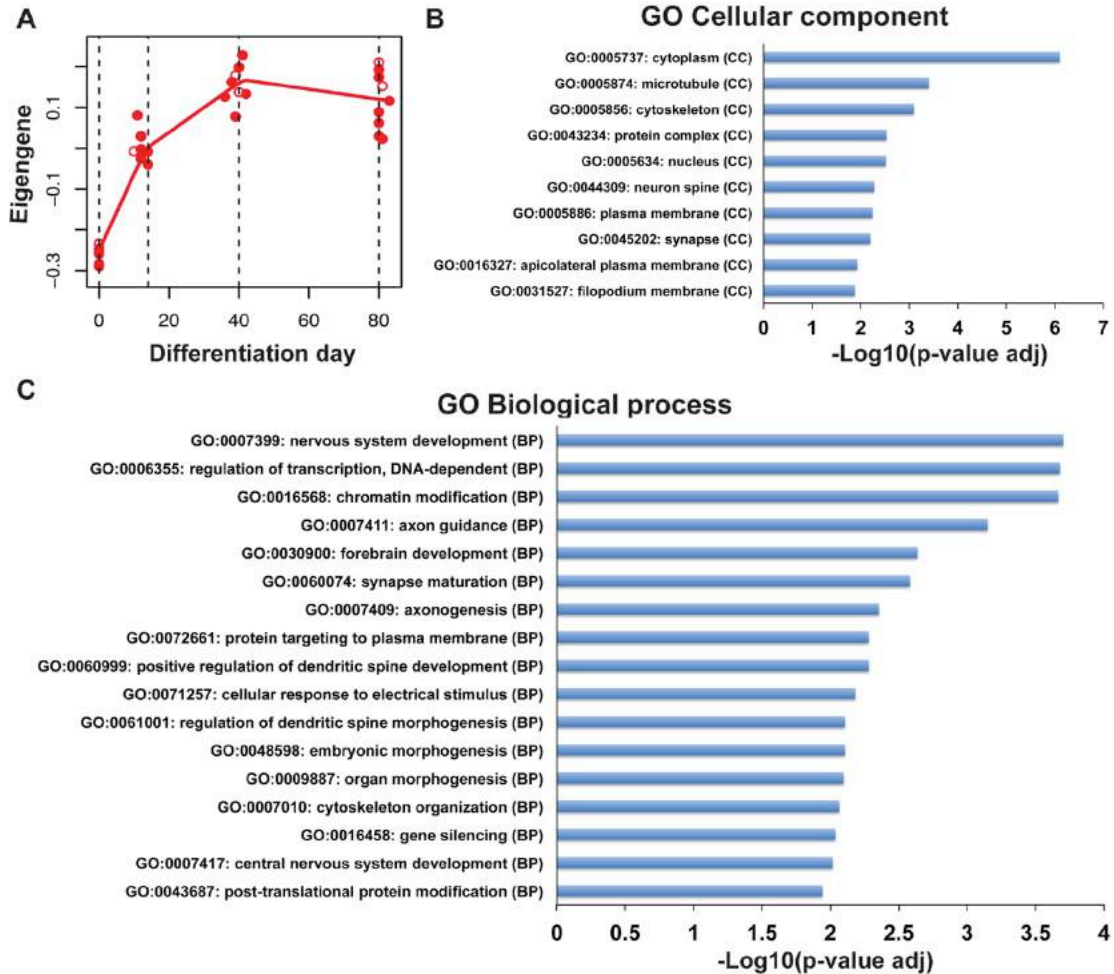 A
Eigengene
0.1
−0.1
−0.3
0
20
40
60
80
Differentiation day
B
GO Cellular component
GO:0005737: cytoplasm (CC)
GO:0005874: microtubule (CC)
GO:0005856: cytoskeleton (CC)
GO:0043234: protein complex (CC)
GO:0005634: nucleus (CC)
GO:0044309: neuron spine (CC)
GO:0005886: plasma membrane (CC)
GO:0045202: synapse (CC)
GO:0016327: apicolateral plasma membrane (CC)
GO:0031527: filopodium membrane (CC)
0 1 2 3 4 5 6 7
-Log10(p-value adj)
C
GO Biological process
GO:0007399: nervous system development (BP)
GO:0006355: regulation of transcription, DNA-dependent (BP)
GO:0016568: chromatin modification (BP)
GO:0007411: axon guidance (BP)
GO:0030900: forebrain development (BP)
GO:0060074: synapse maturation (BP)
GO:0007409: axonogenesis (BP)
GO:0072661: protein targeting to plasma membrane (BP)
GO:0060999: positive regulation of dendritic spine development (BP)
GO:0071257: cellular response to electrical stimulus (BP)
GO:0061001: regulation of dendritic spine morphogenesis (BP)
GO:0048598: embryonic morphogenesis (BP)
GO:0009887: organ morphogenesis (BP)
GO:0007010: cytoskeleton organization (BP)
GO:0016458: gene silencing (BP)
GO:0007417: central nervous system development (BP)
GO:0043687: post-translational protein modification (BP)
0 0.5 1 1.5 2 2.5 3 3.5 4
-Log10(p-value adj)